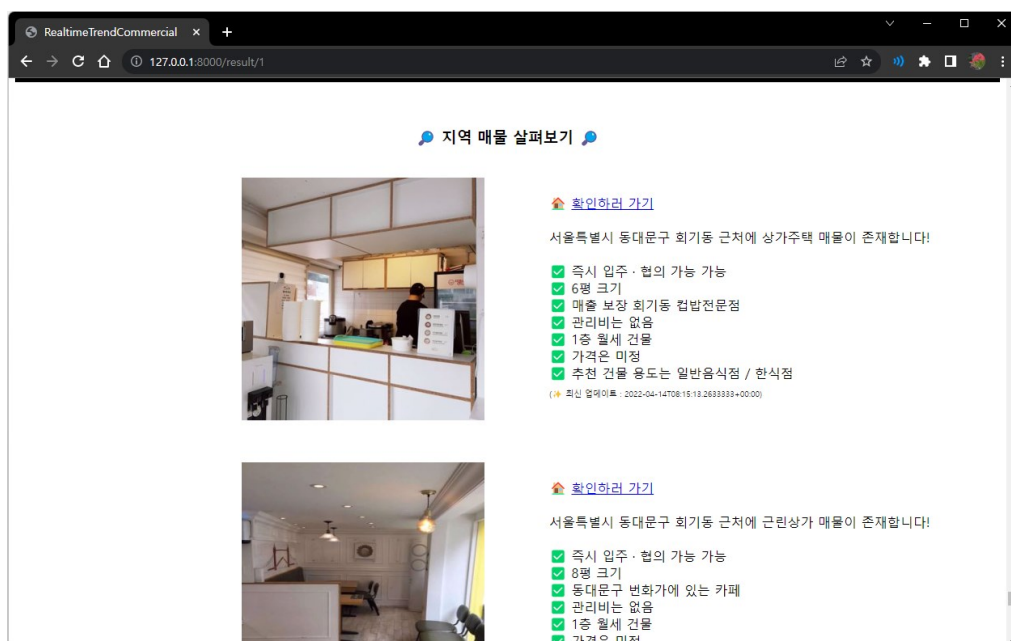 RealtimeTrendCommercial
127.0.0.1:8000/result/1
🔎 지역 매물 살펴보기 🔎
🏠 확인하러 가기
서울특별시 동대문구 회기동 근처에 상가주택 매물이 존재합니다!
✅ 즉시 입주 · 협의 가능 가능
✅ 6평 크기
✅ 매출 보장 회기동 컵밥전문점
✅ 관리비는 없음
✅ 1층 월세 건물
✅ 가격은 미정
✅ 추천 건물 용도는 일반음식점 / 한식점
(✨ 최신 업데이트 : 2022-04-14T08:15:13.2633333+00:00)
🏠 확인하러 가기
서울특별시 동대문구 회기동 근처에 근린상가 매물이 존재합니다!
✅ 즉시 입주 · 협의 가능 가능
✅ 8평 크기
✅ 동대문구 번화가에 있는 카페
✅ 관리비는 없음
✅ 1층 월세 건물
✅ 가격은 미정